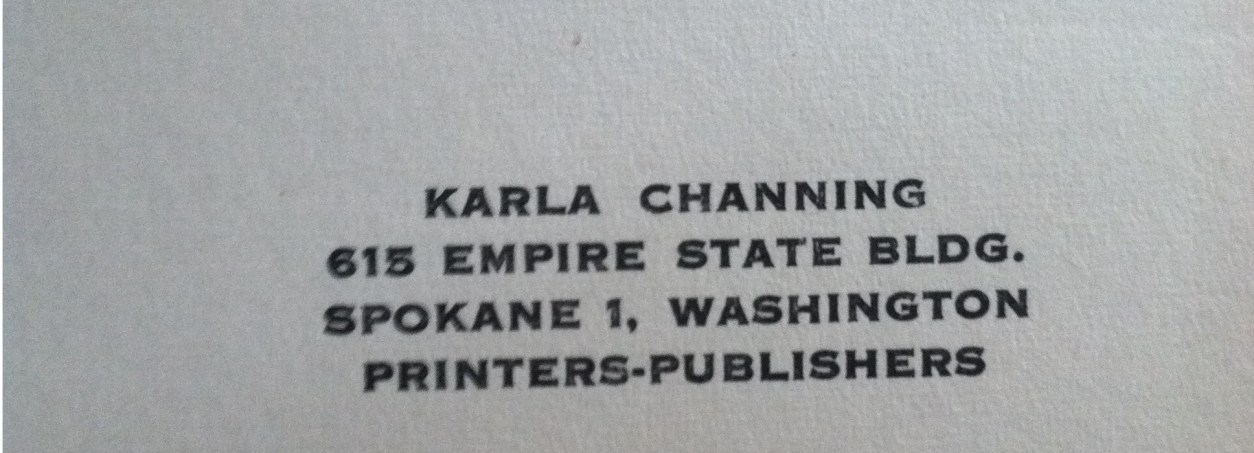 KARLA CHANNING
615 EMPIRE STATE BLDG.
SPOKANE 1, WASHINGTON
PRINTERS-PUBLISHERS